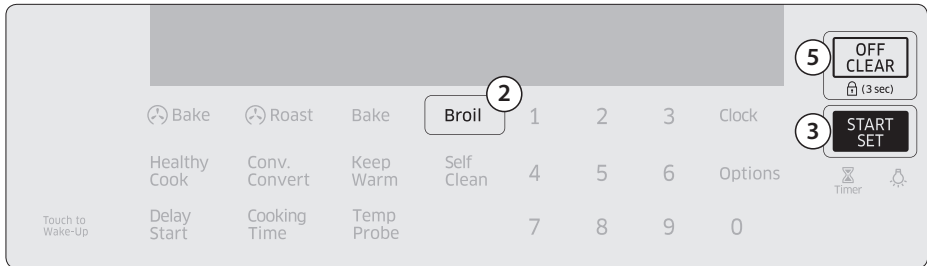 5
OFF
CLEAR
(3 sec)
Bake
Roast
Bake
Broil
2
1
2
3
Clock
3
START
SET
Healthy
Cook
Conv.
Convert
Keep
Warm
Self
Clean
4
5
6
Options
Timer
Touch to
Wake-Up
Delay
Start
Cooking
Time
Temp
Probe
7
8
9
0